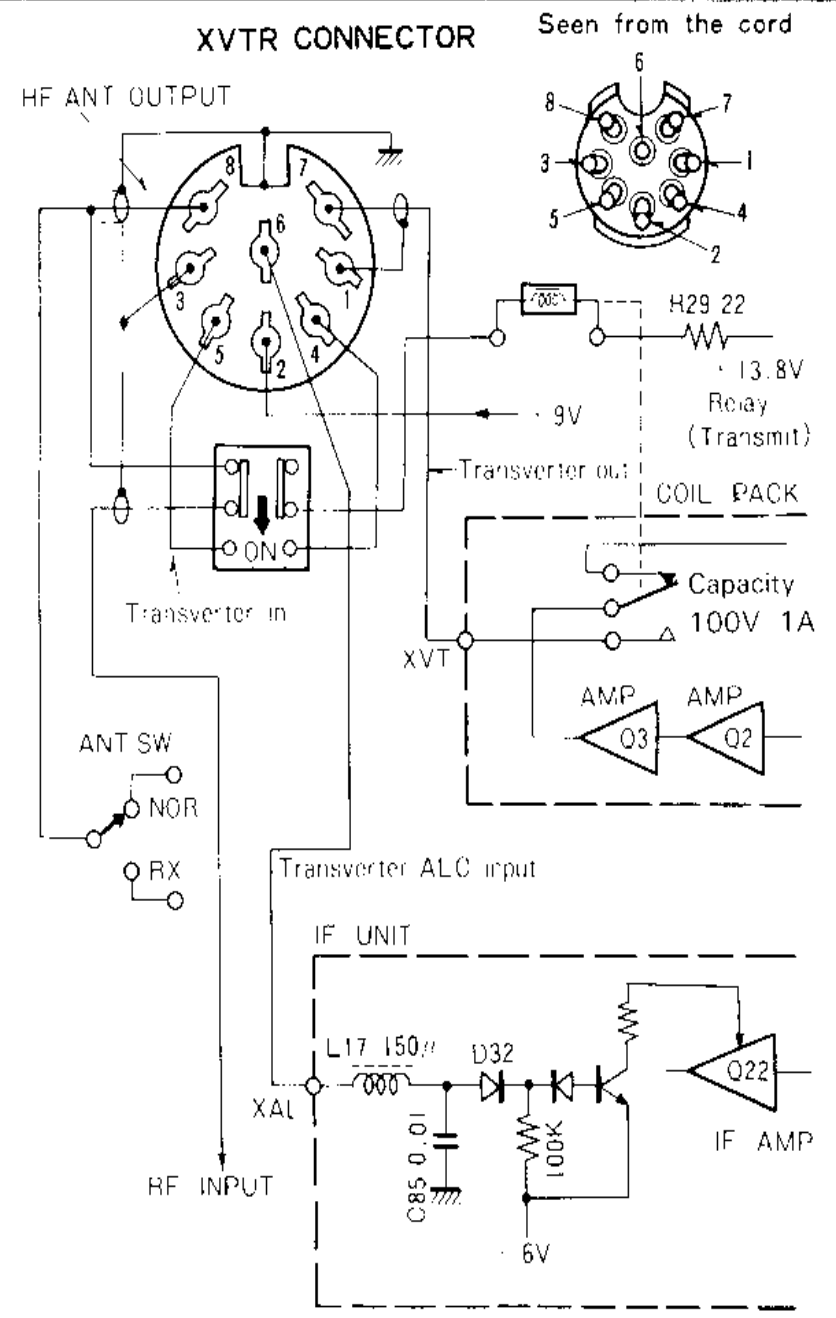 XVTR CONNECTOR
Seen from the cord
HF ANT OUTPUT
6
8
7
3
1
5
4
2
8
7
6
3
1
5
2
4
R29 22
13.8V
Relay
(Transmit)
9V
Transverter out
COIL PACK
ON
Transverter in
Capacity
100V 1A
XVT
AMP
AMP
Q3
Q2
ANT SW
NOR
RX
Transverter ALC input
IF UNIT
L17 150μ
D32
Q22
XAL
C85 0.01
100K
IF AMP
RF INPUT
6V